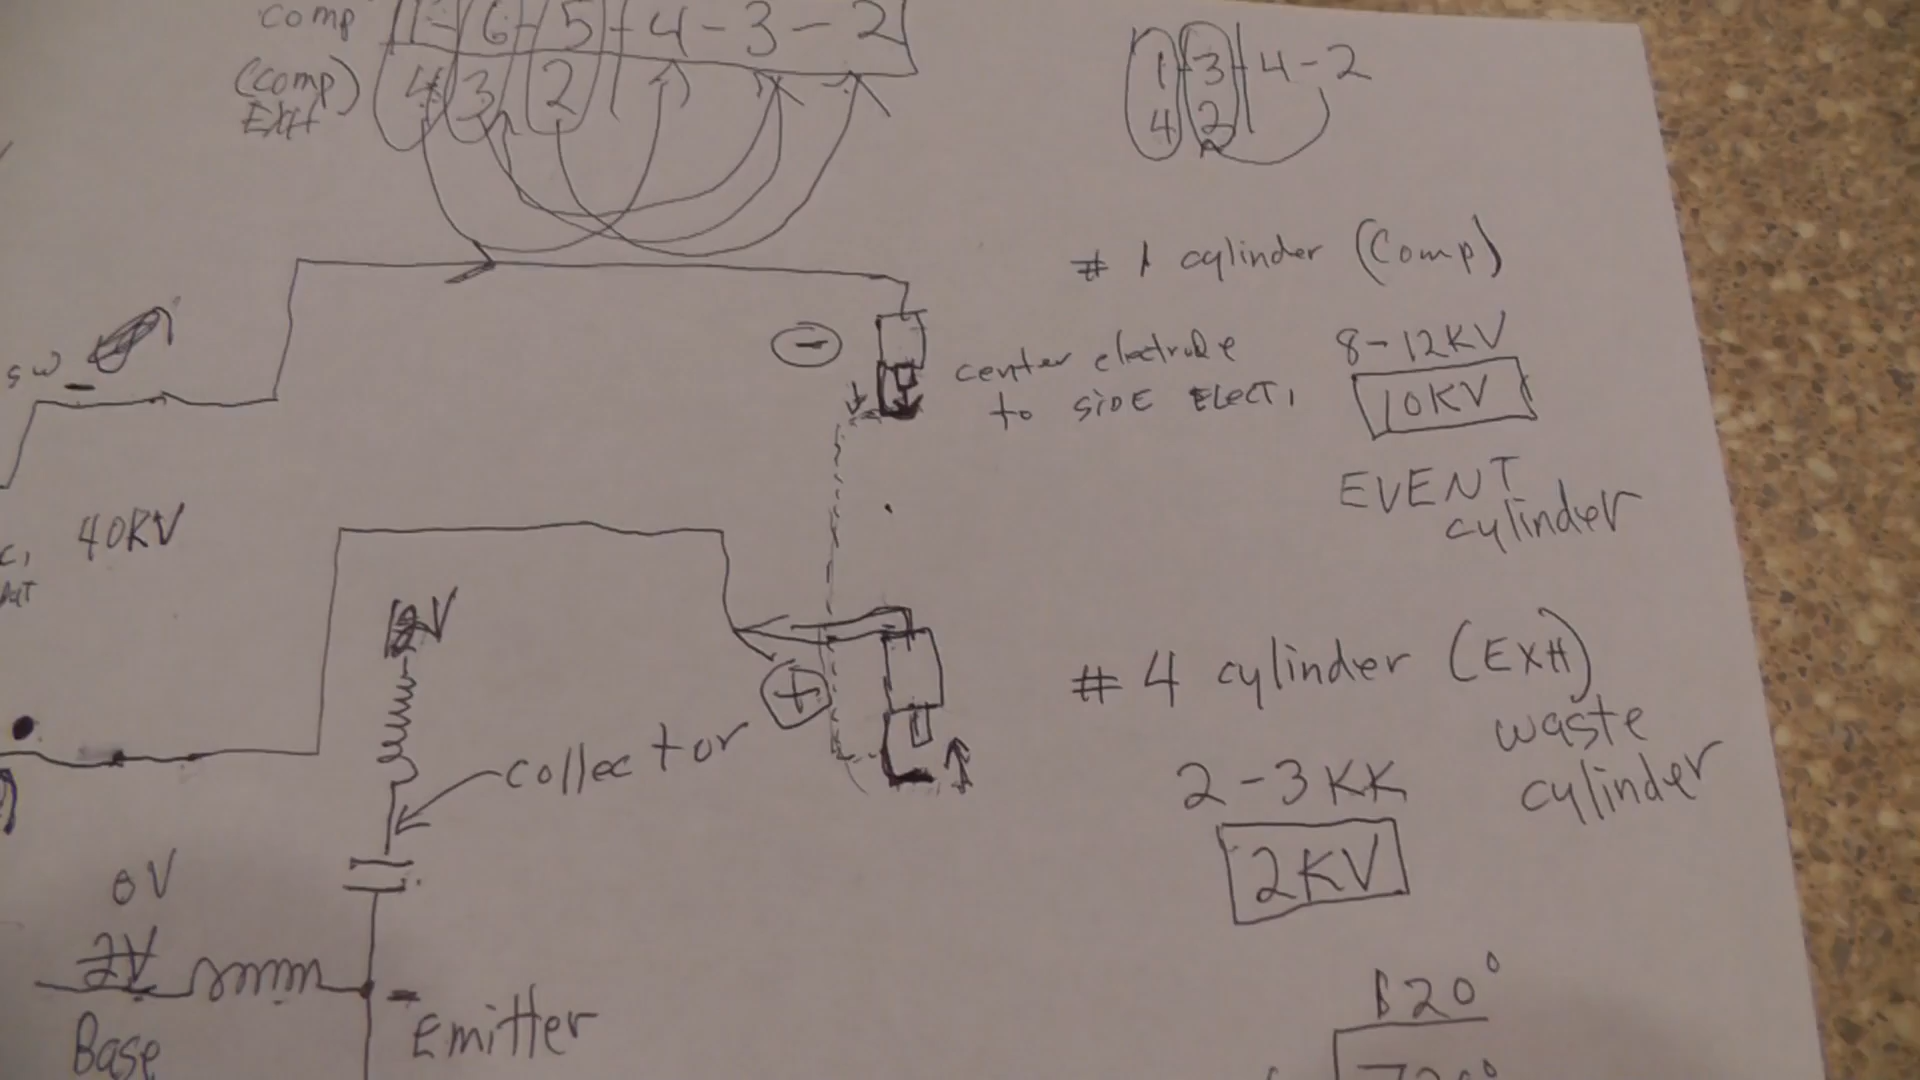 comp 1-6-5-4-3-2
(comp) 4 3 2
EXH
1-3-4-2
4 2
# 1 cylinder (comp)
SW
-
center electrode
to SIDE ELECT,
8-12KV
10KV
EVENT
cylinder
40KV
C,
V
+
collector
# 4 cylinder (EXH)
waste
cylinder
2-3KK
2KV
0V
2V
Base
- Emitter
720°